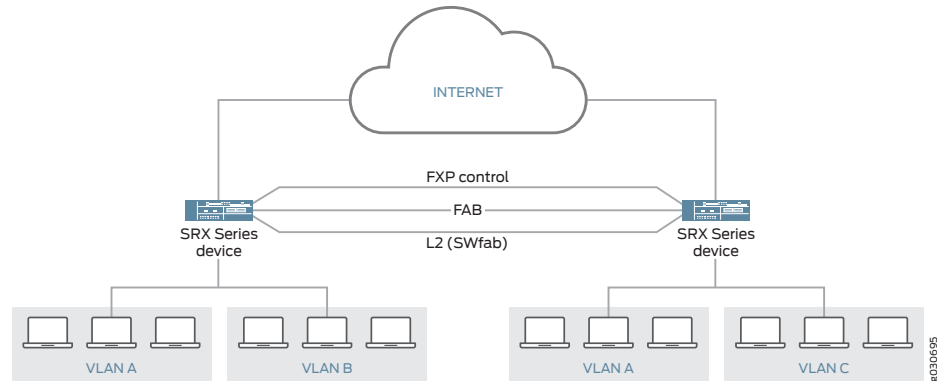 INTERNET
FXP control
FAB
L2 (SWfab)
SRX Series
device
SRX Series
device
VLAN A
VLAN B
VLAN A
VLAN C
g030695